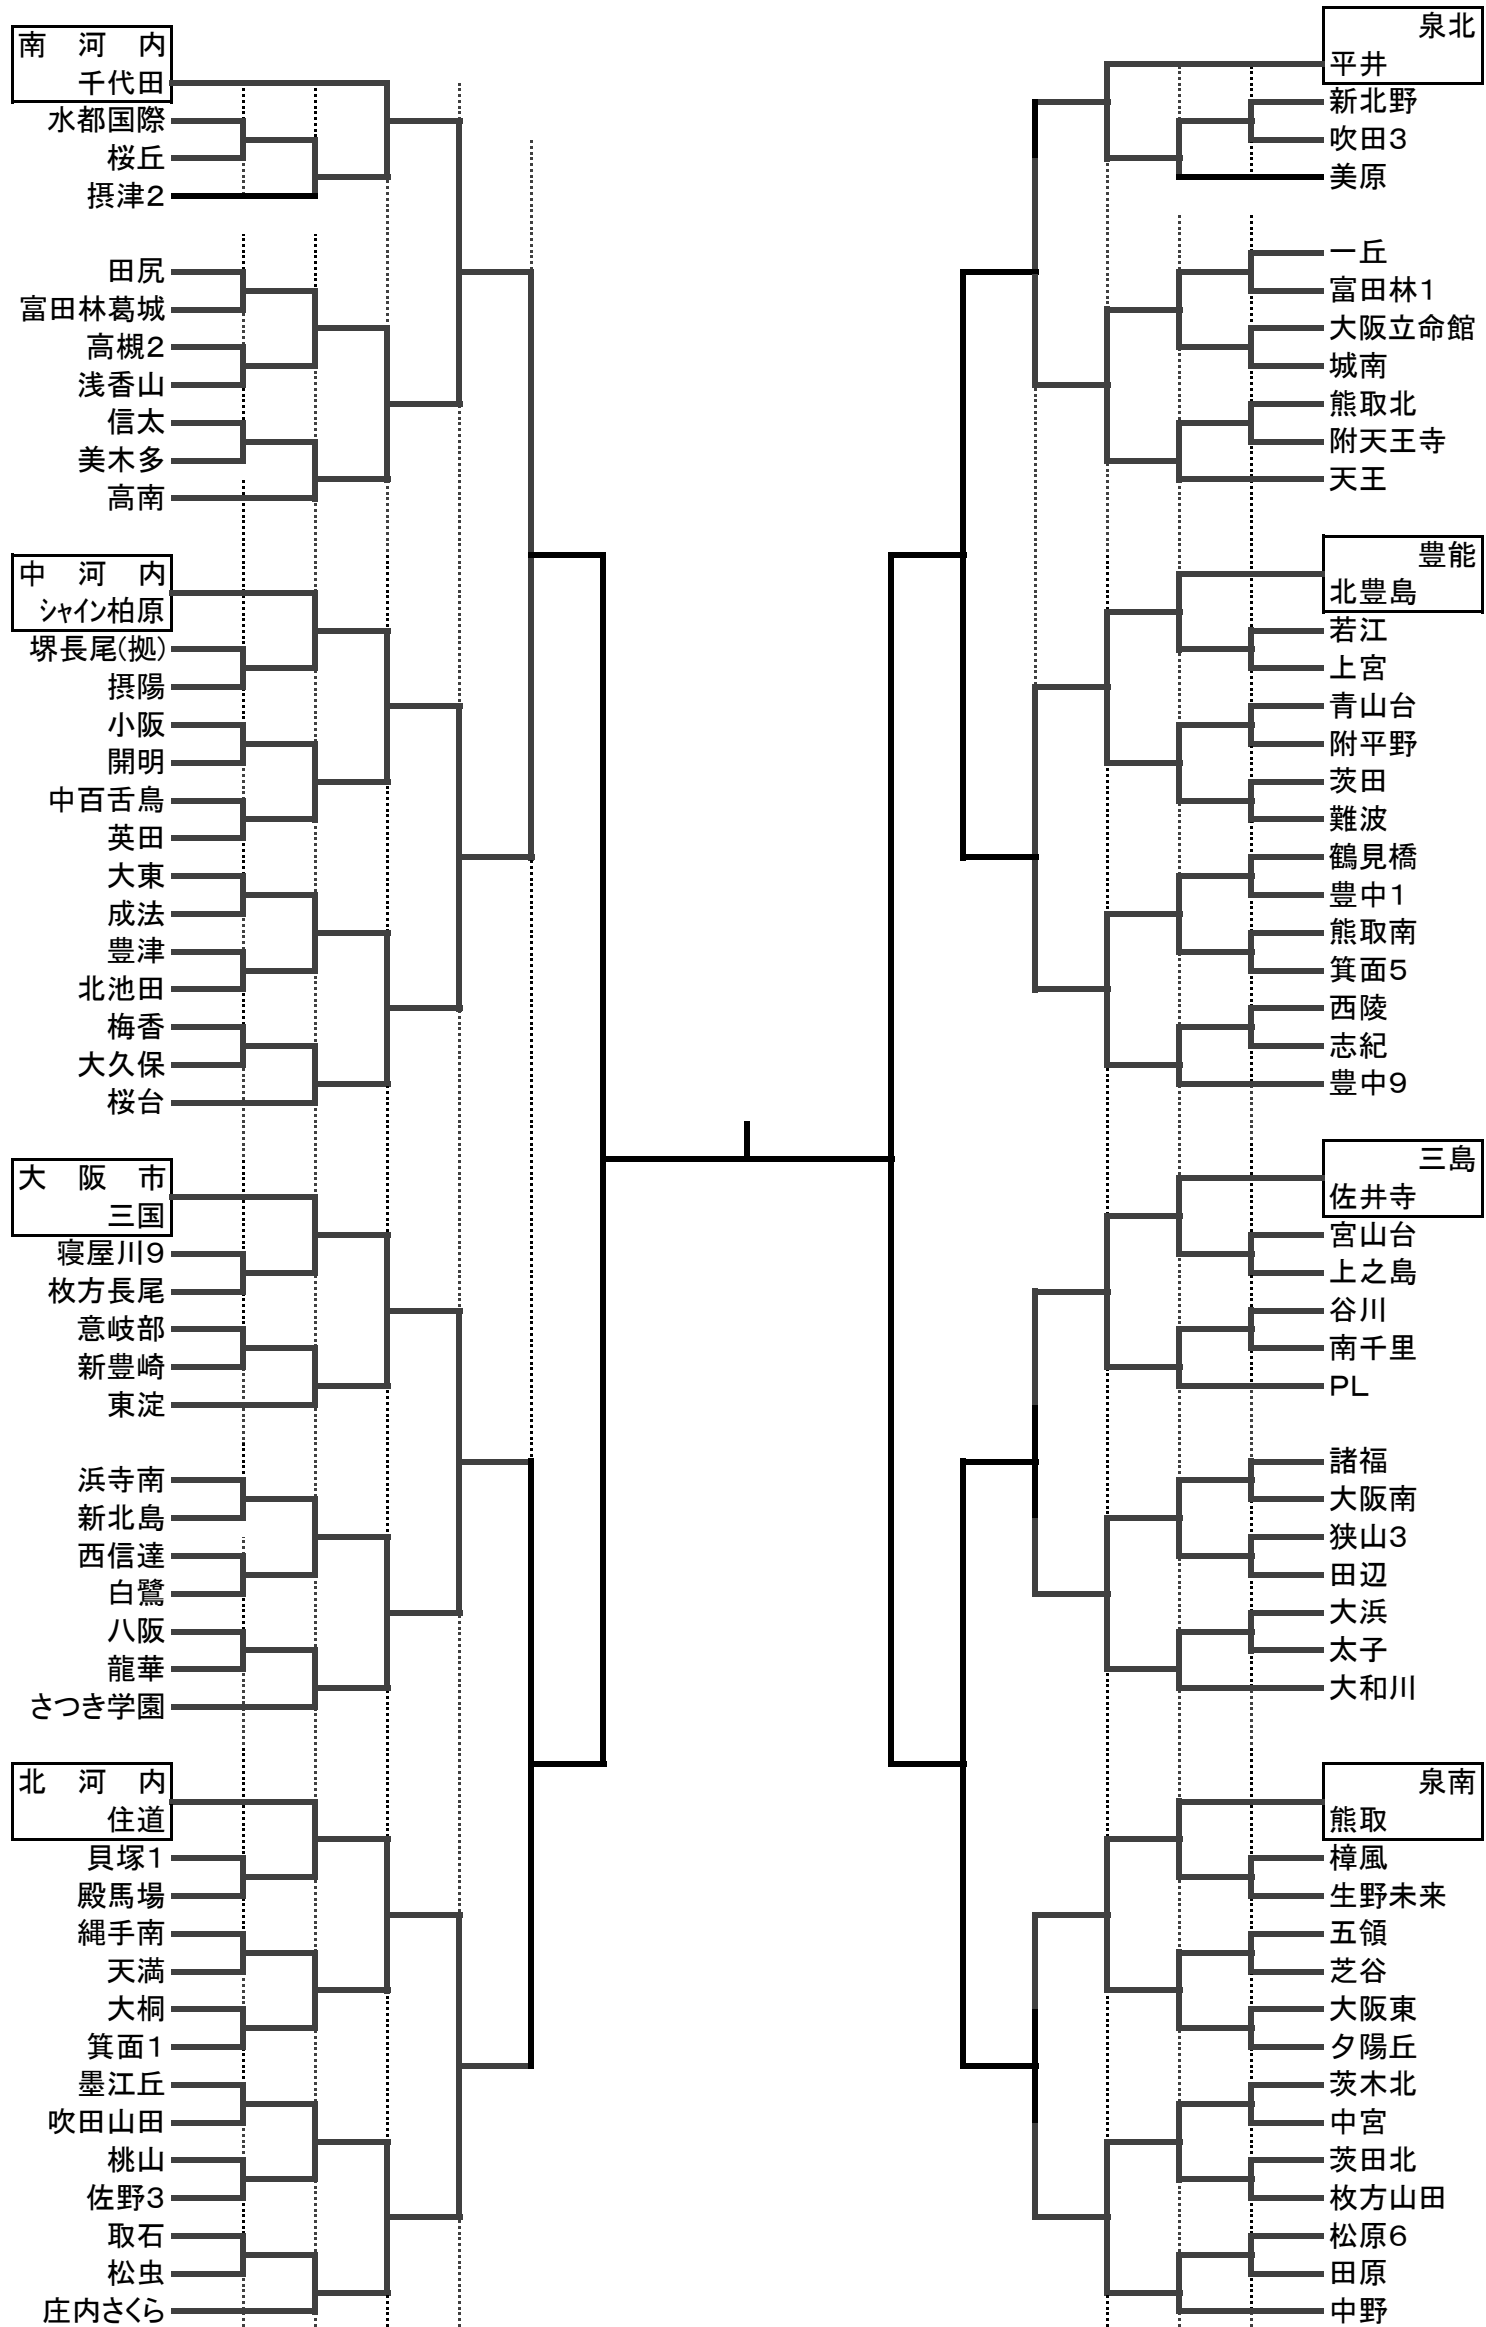 南　河　内
千代田
水都国際
桜丘
摂津2
田尻
富田林葛城
高槻2
浅香山
信太
美木多
高南
中　河　内
シャイン柏原
堺長尾(拠)
摂陽
小阪
開明
中百舌鳥
英田
大東
成法
豊津
北池田
梅香
大久保
桜台
大　阪　市
三国
寝屋川9
枚方長尾
意岐部
新豊崎
東淀
浜寺南
新北島
西信達
白鷺
八阪
龍華
さつき学園
北　河　内
住道
貝塚1
殿馬場
縄手南
天満
大桐
箕面1
墨江丘
吹田山田
桃山
佐野3
取石
松虫
庄内さくら
泉北
平井
新北野
吹田3
美原
一丘
富田林1
大阪立命館
城南
熊取北
附天王寺
天王
豊能
北豊島
若江
上宮
青山台
附平野
茨田
難波
鶴見橋
豊中1
熊取南
箕面5
西陵
志紀
豊中9
三島
佐井寺
宮山台
上之島
谷川
南千里
PL
諸福
大阪南
狭山3
田辺
大浜
太子
大和川
泉南
熊取
樟風
生野未来
五領
芝谷
大阪東
夕陽丘
茨木北
中宮
茨田北
枚方山田
松原6
田原
中野